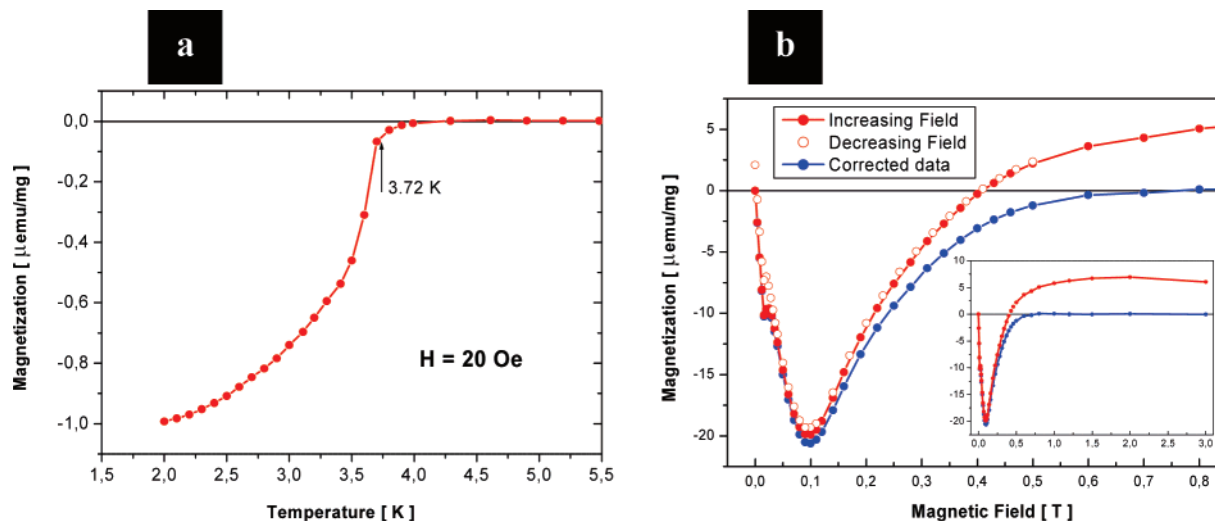 a
0,0
-0,2
-0,4
-0,6
-0,8
-1,0
Magnetization [ μemu/mg ]
3.72 K
H = 20 Oe
1,5 2,0 2,5 3,0 3,5 4,0 4,5 5,0 5,5
Temperature [ K ]
b
Increasing Field
Decreasing Field
Corrected data
5
0
-5
-10
-15
-20
Magnetization [ μemu/mg ]
10
5
0
-5
-10
-15
-20
0,0 0,5 1,0 1,5 2,0 2,5 3,0
0,0 0,1 0,2 0,3 0,4 0,5 0,6 0,7 0,8
Magnetic Field [ T ]